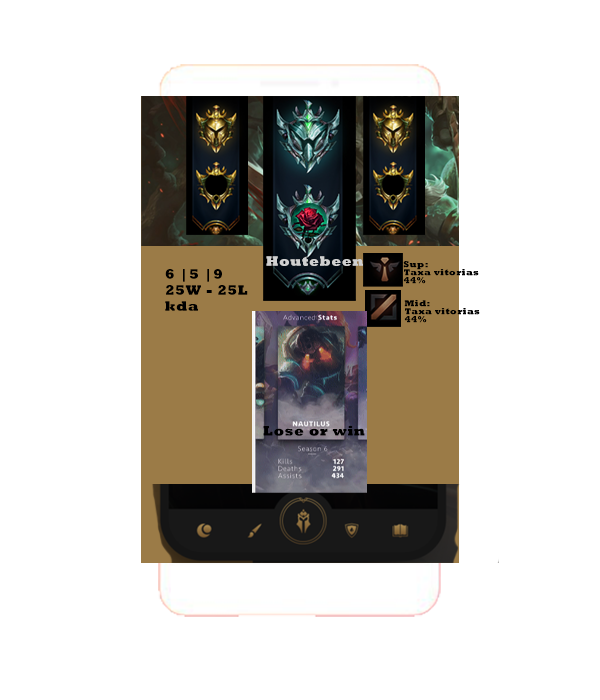 Houtebeen
6 |5 |9
25W - 25L
kda
Sup:
Taxa vitorias
44%
Mid:
Taxa vitorias
44%
Advanced Stats
NAUTILUS
Lose or win
Season 6
Kills 127
Deaths 291
Assists 434